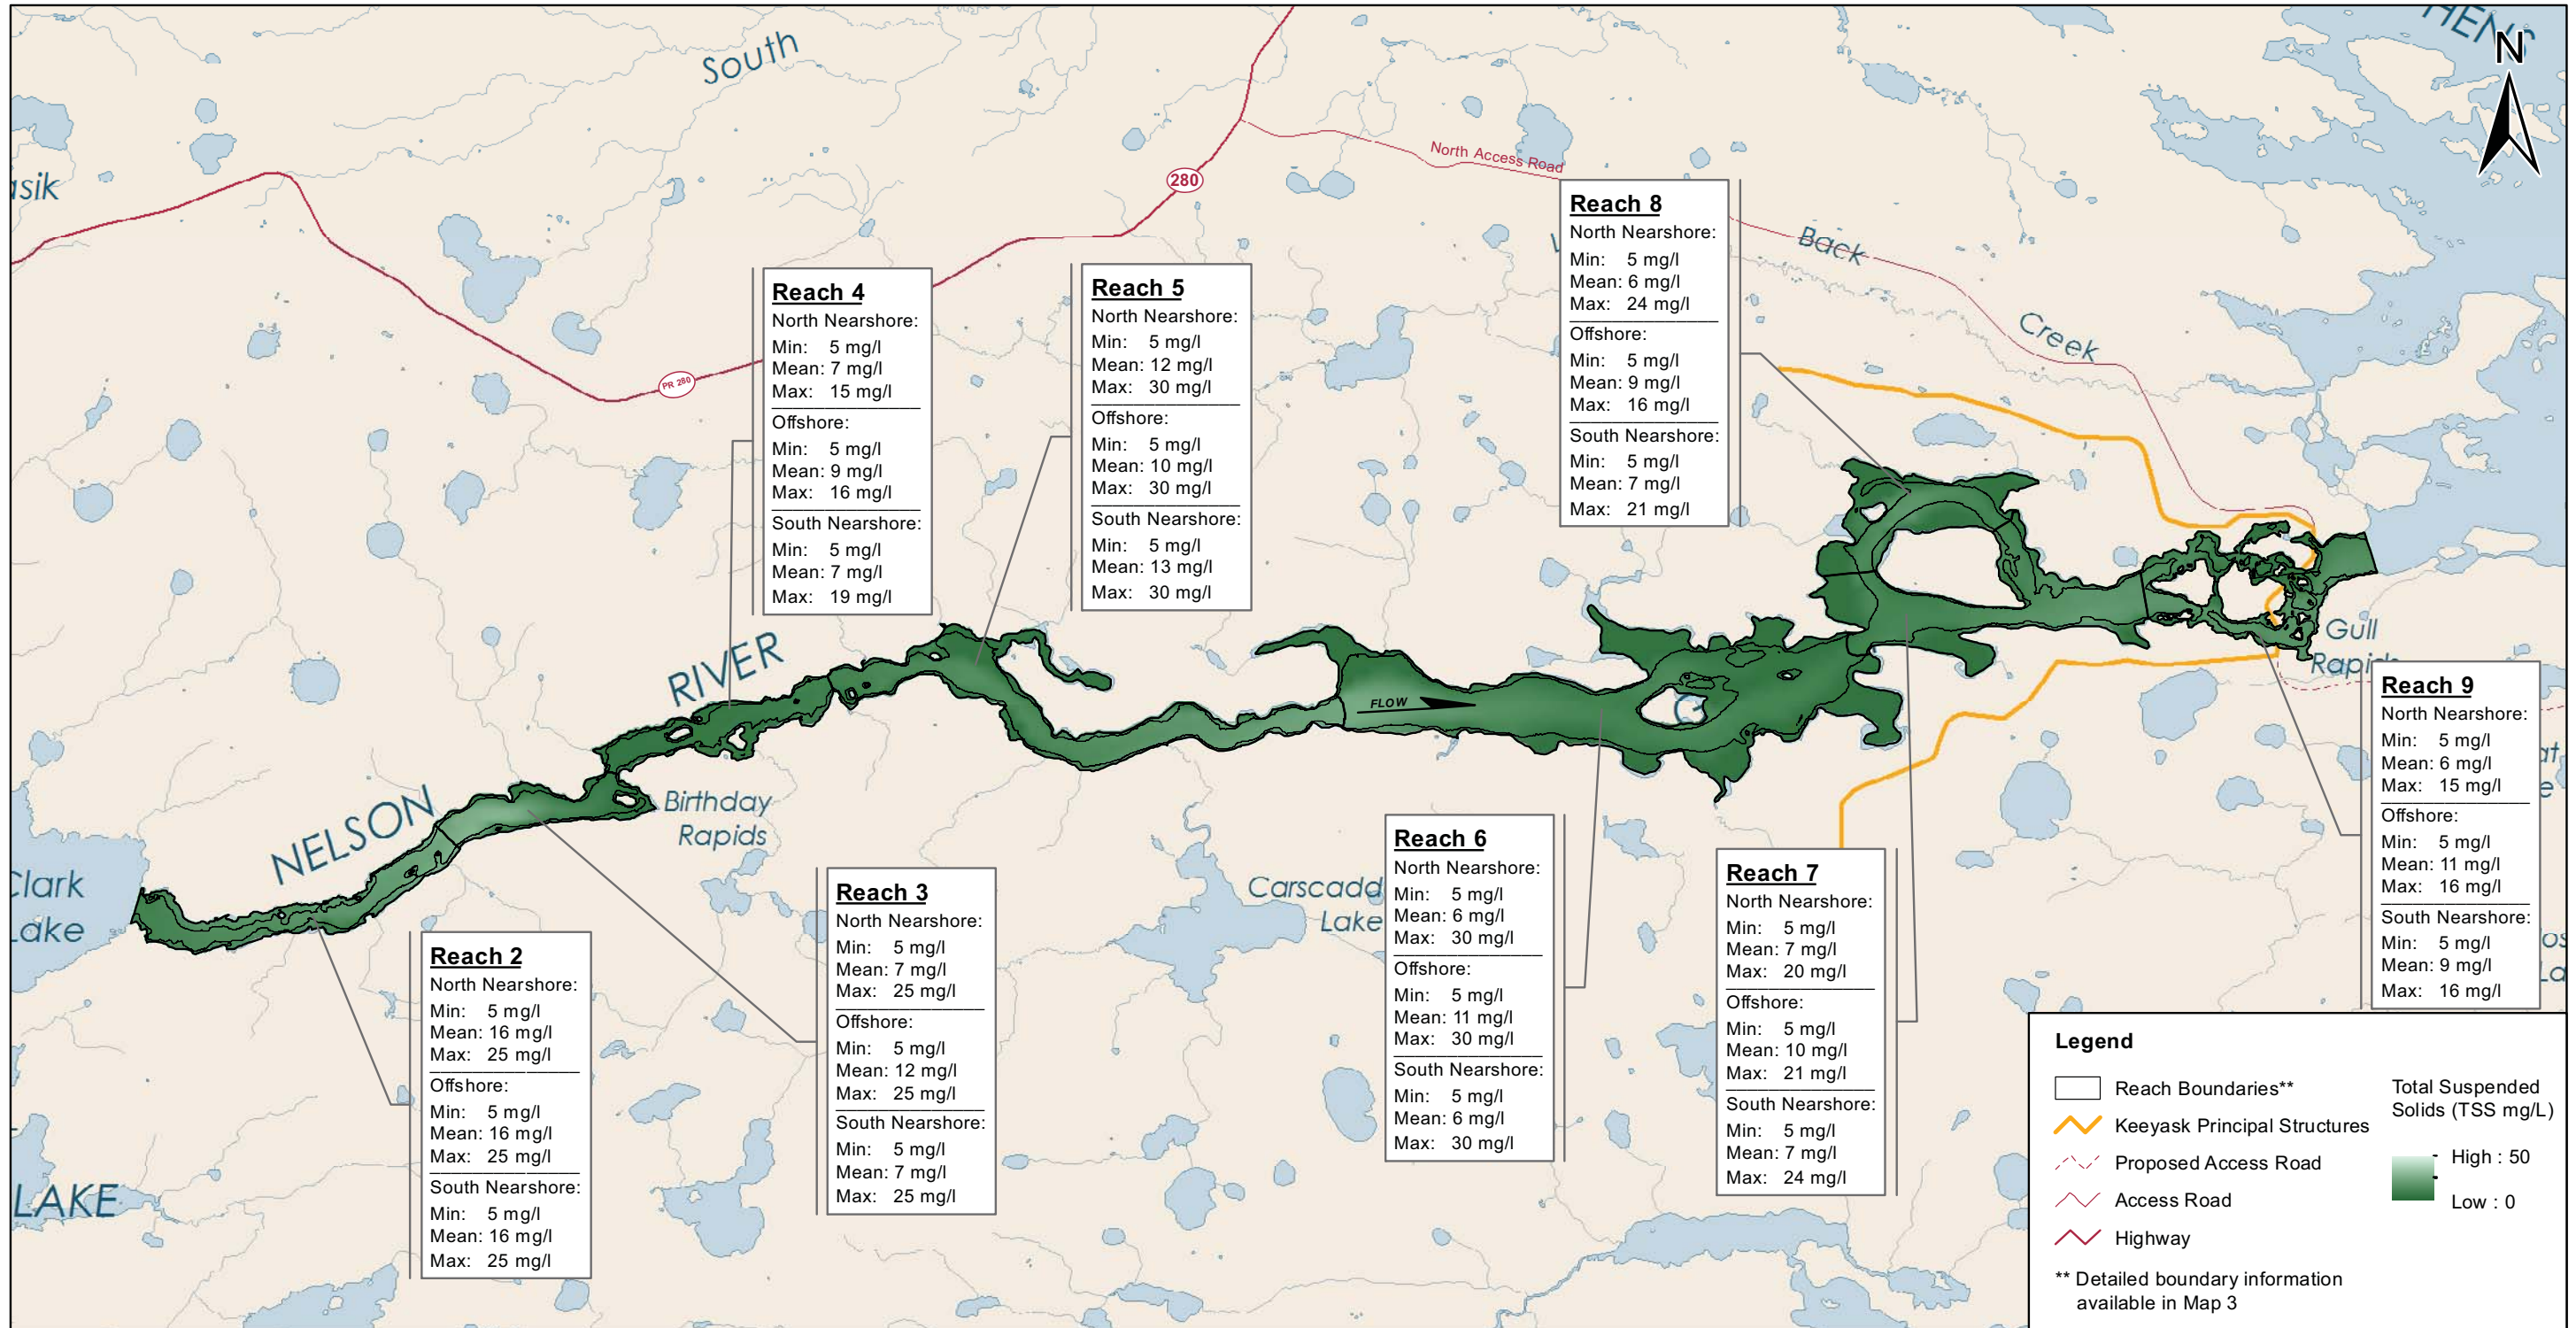 South
HENS
N
asik
280
North Access Road
Back
Creek
PR 280
Reach 4
North Nearshore:
Min: 5 mg/l
Mean: 7 mg/l
Max: 15 mg/l
Offshore:
Min: 5 mg/l
Mean: 9 mg/l
Max: 16 mg/l
South Nearshore:
Min: 5 mg/l
Mean: 7 mg/l
Max: 19 mg/l
Reach 5
North Nearshore:
Min: 5 mg/l
Mean: 12 mg/l
Max: 30 mg/l
Offshore:
Min: 5 mg/l
Mean: 10 mg/l
Max: 30 mg/l
South Nearshore:
Min: 5 mg/l
Mean: 13 mg/l
Max: 30 mg/l
Reach 8
North Nearshore:
Min: 5 mg/l
Mean: 6 mg/l
Max: 24 mg/l
Offshore:
Min: 5 mg/l
Mean: 9 mg/l
Max: 16 mg/l
South Nearshore:
Min: 5 mg/l
Mean: 7 mg/l
Max: 21 mg/l
Gull
Rapids
RIVER
NELSON
FLOW
Birthday
Rapids
Clark
Lake
Carscadd
Lake
LAKE
Reach 2
North Nearshore:
Min: 5 mg/l
Mean: 16 mg/l
Max: 25 mg/l
Offshore:
Min: 5 mg/l
Mean: 16 mg/l
Max: 25 mg/l
South Nearshore:
Min: 5 mg/l
Mean: 16 mg/l
Max: 25 mg/l
Reach 3
North Nearshore:
Min: 5 mg/l
Mean: 7 mg/l
Max: 25 mg/l
Offshore:
Min: 5 mg/l
Mean: 12 mg/l
Max: 25 mg/l
South Nearshore:
Min: 5 mg/l
Mean: 7 mg/l
Max: 25 mg/l
Reach 6
North Nearshore:
Min: 5 mg/l
Mean: 6 mg/l
Max: 30 mg/l
Offshore:
Min: 5 mg/l
Mean: 11 mg/l
Max: 30 mg/l
South Nearshore:
Min: 5 mg/l
Mean: 6 mg/l
Max: 30 mg/l
Reach 7
North Nearshore:
Min: 5 mg/l
Mean: 7 mg/l
Max: 20 mg/l
Offshore:
Min: 5 mg/l
Mean: 10 mg/l
Max: 21 mg/l
South Nearshore:
Min: 5 mg/l
Mean: 7 mg/l
Max: 24 mg/l
Reach 9
North Nearshore:
Min: 5 mg/l
Mean: 6 mg/l
Max: 15 mg/l
Offshore:
Min: 5 mg/l
Mean: 11 mg/l
Max: 16 mg/l
South Nearshore:
Min: 5 mg/l
Mean: 9 mg/l
Max: 16 mg/l
Legend
Reach Boundaries**
Keeyask Principal Structures
Proposed Access Road
Access Road
Highway
** Detailed boundary information
available in Map 3
Total Suspended
Solids (TSS mg/L)
High : 50
Low : 0